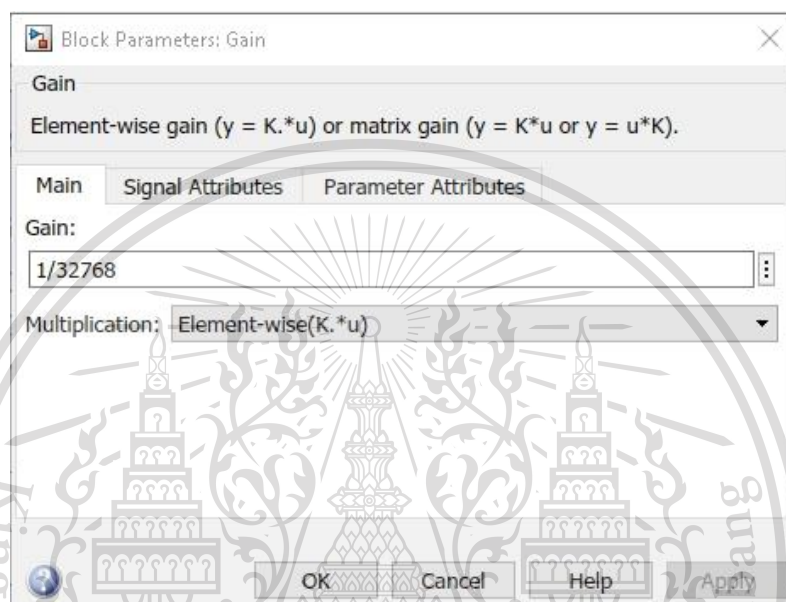 Block Parameters: Gain
Gain
Element-wise gain (y = K.*u) or matrix gain (y = K*u or y = u*K).
Main Signal Attributes Parameter Attributes
Gain:
1/32768
Multiplication: Element-wise(K.*u)
OK Cancel Help Apply